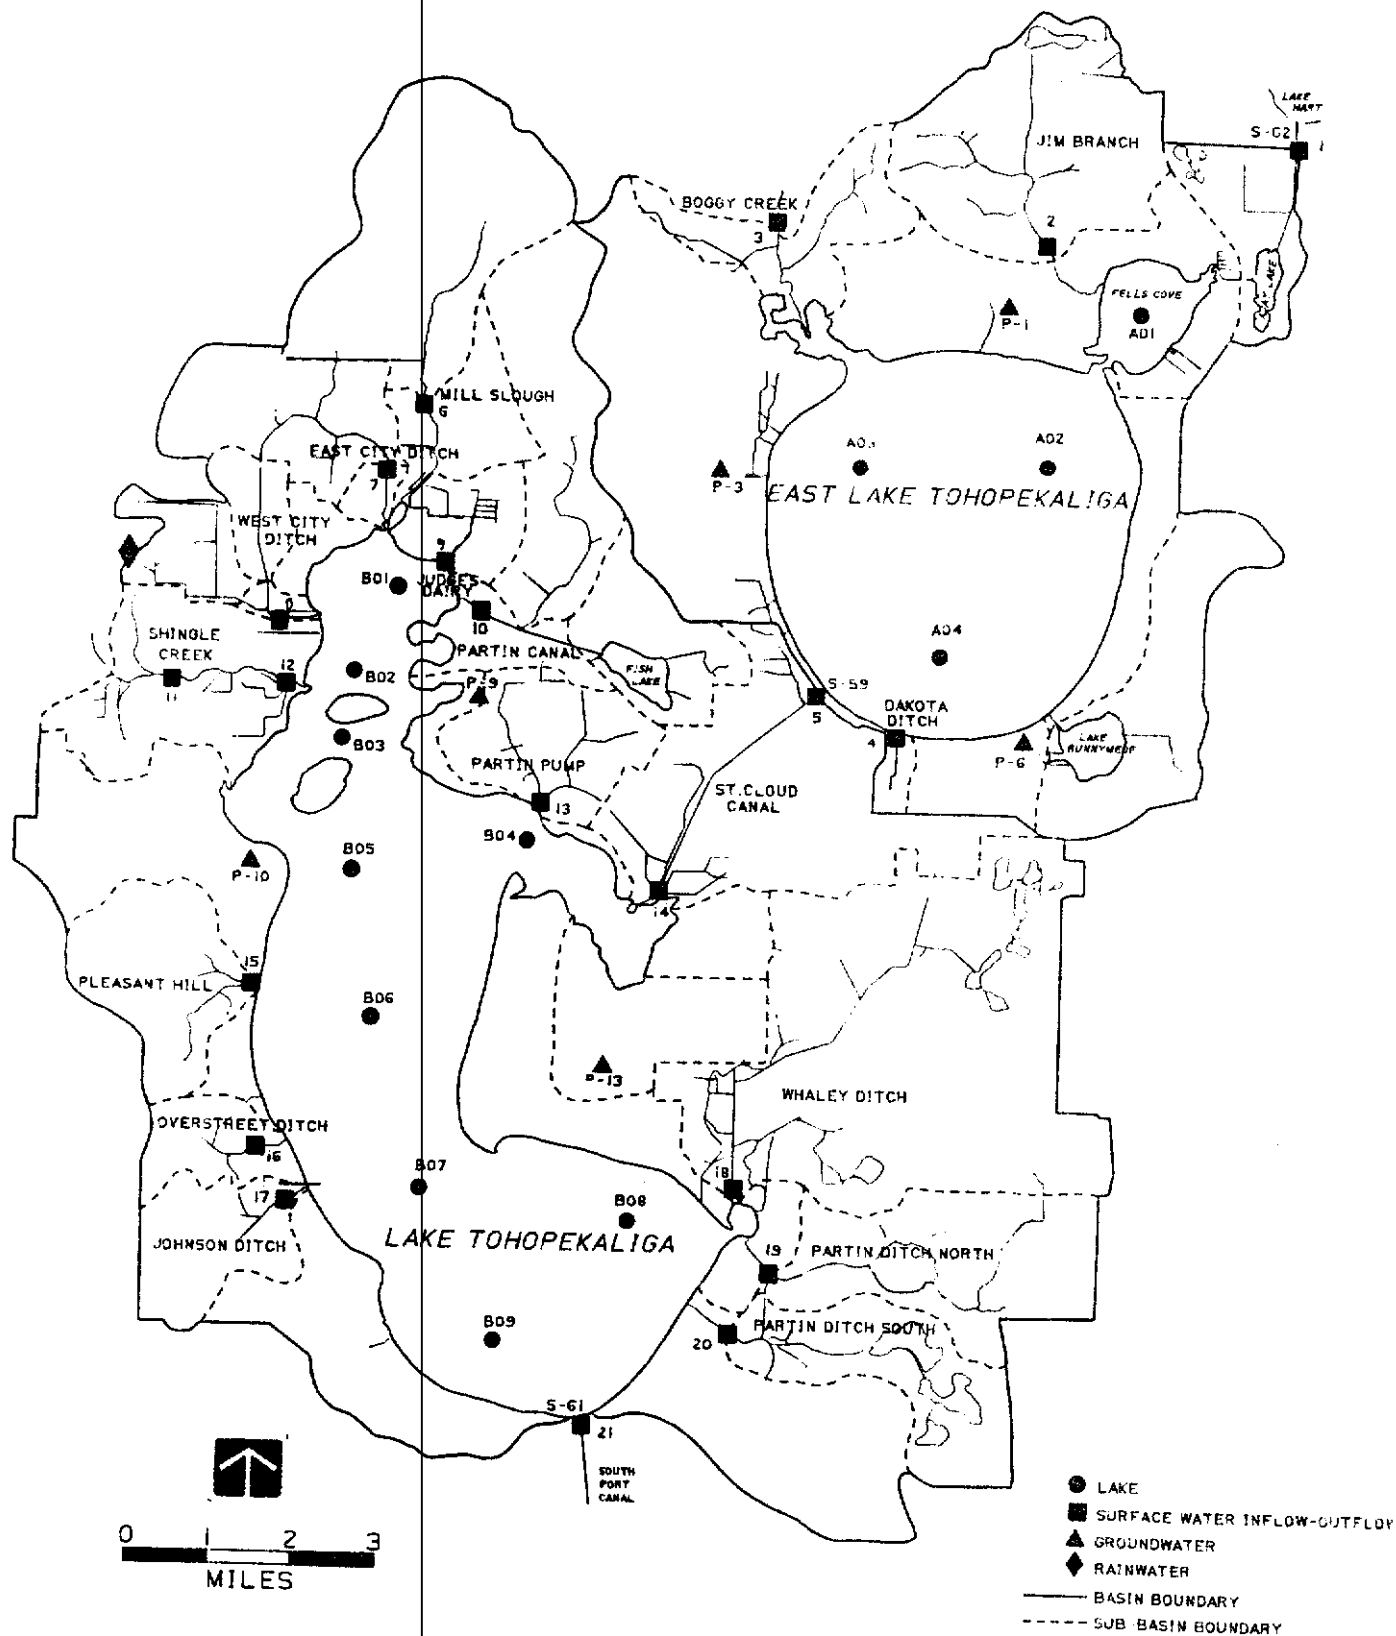 LAKE
HART
S-62
1
JIM BRANCH
BOGGY CREEK
3
2
FELLS COVE
A01
P-1
MILL SLOUGH
6
EAST CITY DITCH
7
A03
A02
P-3
EAST LAKE TOHOPEKALIGA
WEST CITY
DITCH
9
B01
JUDGES
DAIRY
10
SHINGLE
CREEK
PARTIN CANAL
A04
12
B02
P-9
FISH
LAKE
11
S-59
5
DAKOTA
DITCH
4
LAKE
RUNNYMEDE
P-6
B03
PARTIN PUMP
ST.CLOUD
CANAL
13
B04
B05
P-10
14
15
PLEASANT HILL
B06
P-13
WHALEY DITCH
OVERSTREET DITCH
16
B07
18
17
B08
JOHNSON DITCH
LAKE TOHOPEKALIGA
19
PARTIN DITCH NORTH
B09
PARTIN DITCH SOUTH
20
S-61
21
SOUTH
PORT
CANAL
0 1 2 3
MILES
LAKE
SURFACE WATER INFLOW-OUTFLOW
GROUNDWATER
RAINWATER
BASIN BOUNDARY
SUB-BASIN BOUNDARY